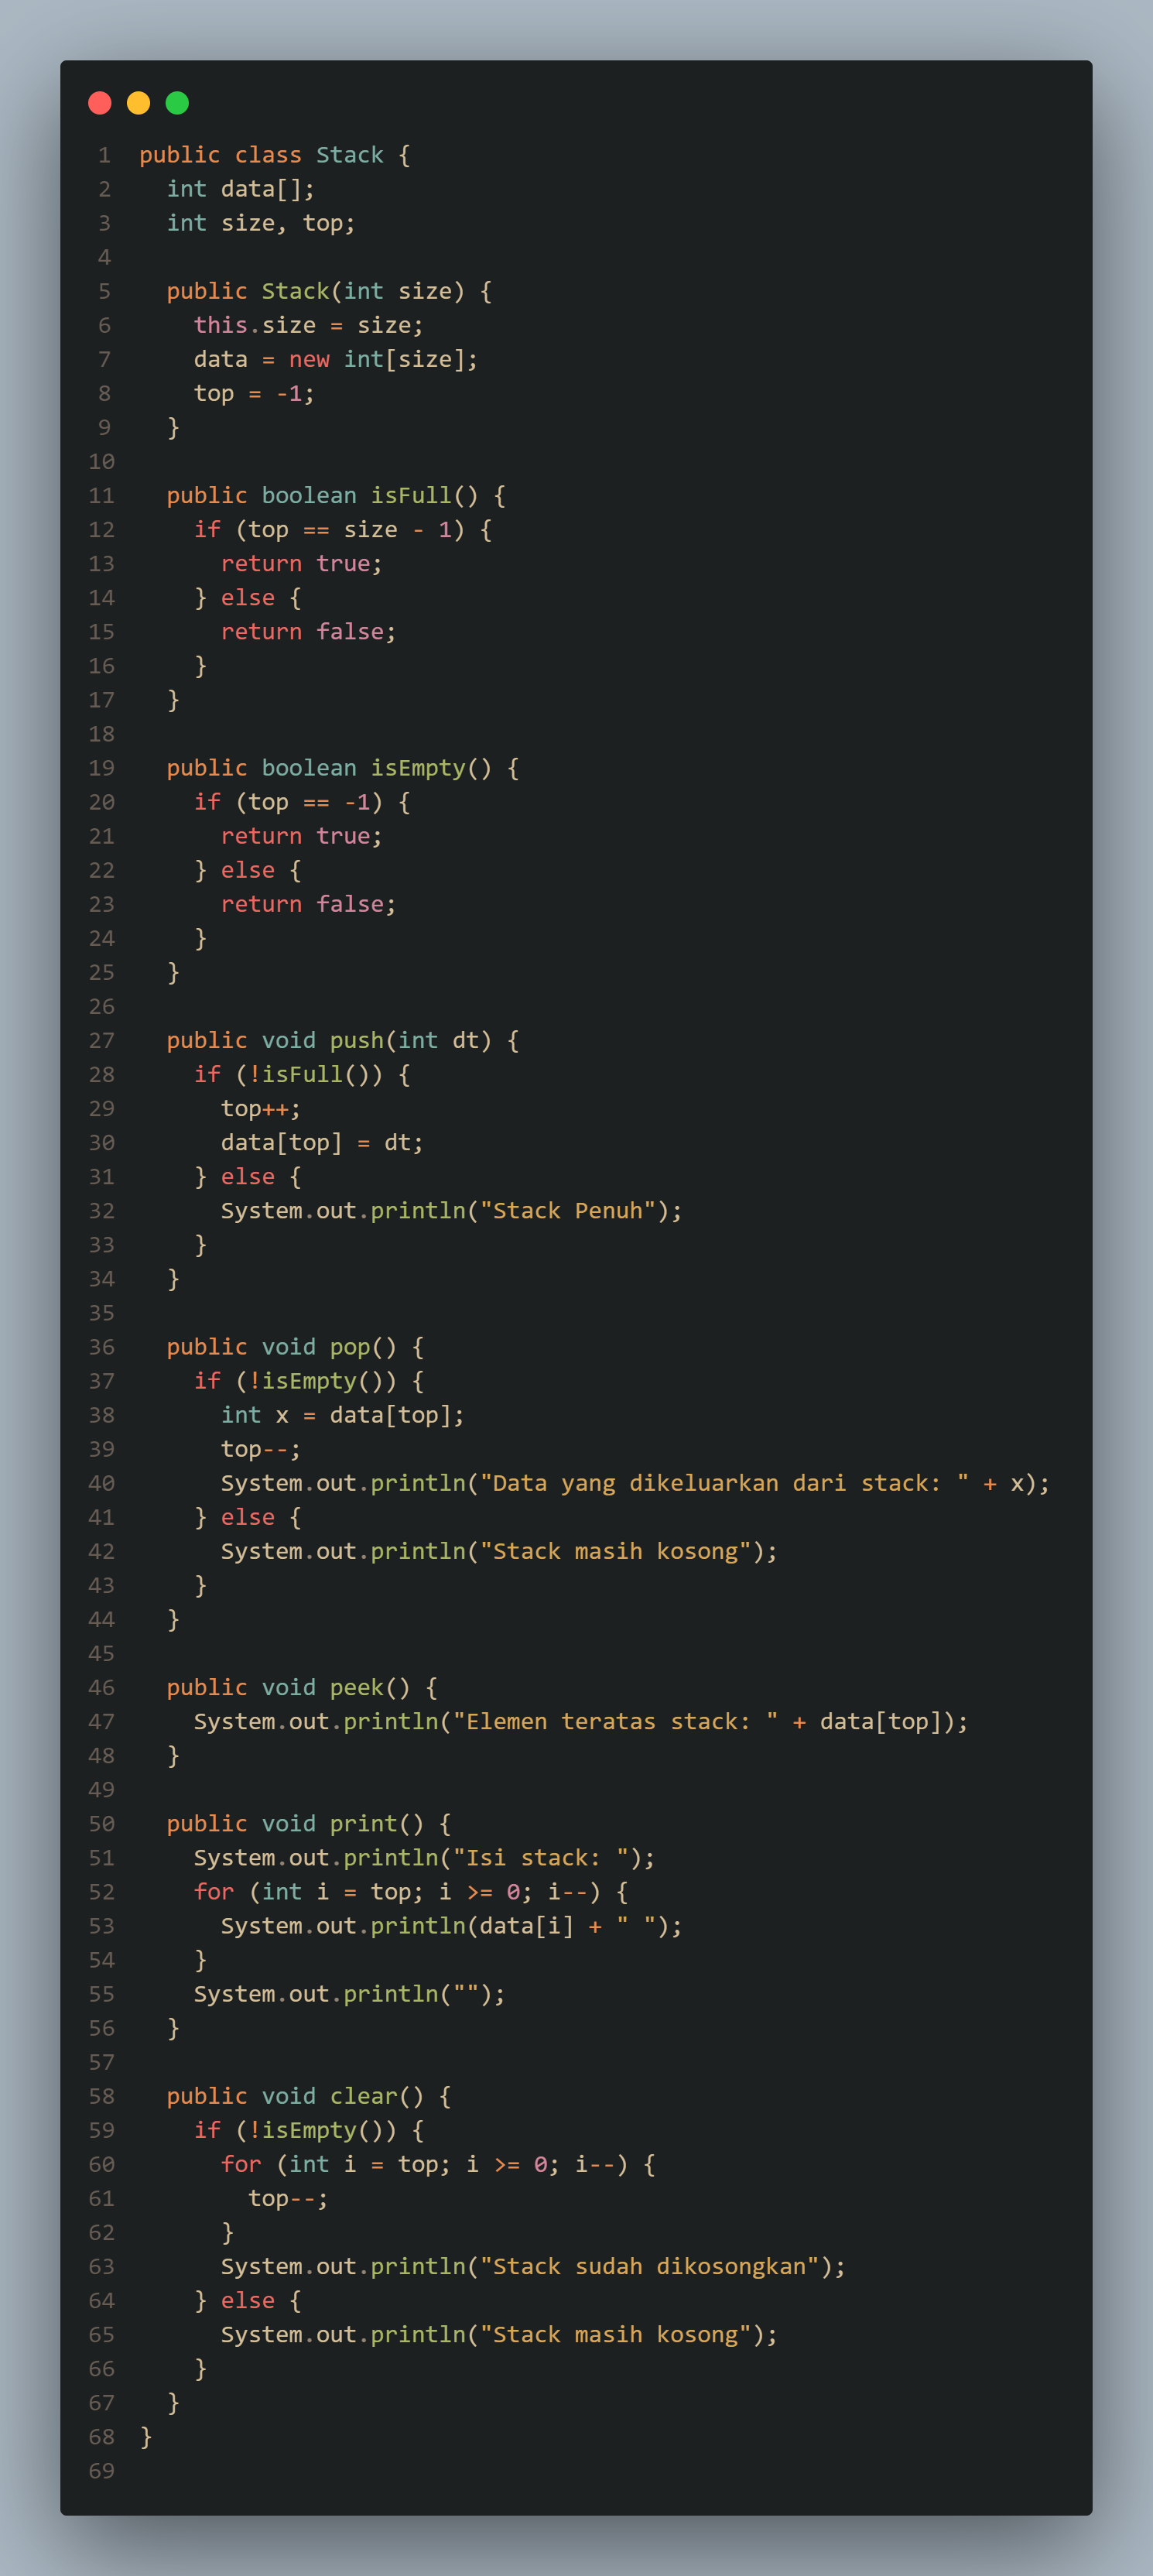 1 public class Stack {
2   int data[];
3   int size, top;
4
5   public Stack(int size) {
6     this.size = size;
7     data = new int[size];
8     top = -1;
9   }
10
11   public boolean isFull() {
12     if (top == size - 1) {
13       return true;
14     } else {
15       return false;
16     }
17   }
18
19   public boolean isEmpty() {
20     if (top == -1) {
21       return true;
22     } else {
23       return false;
24     }
25   }
26
27   public void push(int dt) {
28     if (!isFull()) {
29       top++;
30       data[top] = dt;
31     } else {
32       System.out.println("Stack Penuh");
33     }
34   }
35
36   public void pop() {
37     if (!isEmpty()) {
38       int x = data[top];
39       top--;
40       System.out.println("Data yang dikeluarkan dari stack: " + x);
41     } else {
42       System.out.println("Stack masih kosong");
43     }
44   }
45
46   public void peek() {
47     System.out.println("Elemen teratas stack: " + data[top]);
48   }
49
50   public void print() {
51     System.out.println("Isi stack: ");
52     for (int i = top; i >= 0; i--) {
53       System.out.println(data[i] + " ");
54     }
55     System.out.println("");
56   }
57
58   public void clear() {
59     if (!isEmpty()) {
60       for (int i = top; i >= 0; i--) {
61         top--;
62       }
63       System.out.println("Stack sudah dikosongkan");
64     } else {
65       System.out.println("Stack masih kosong");
66     }
67   }
68 }
69